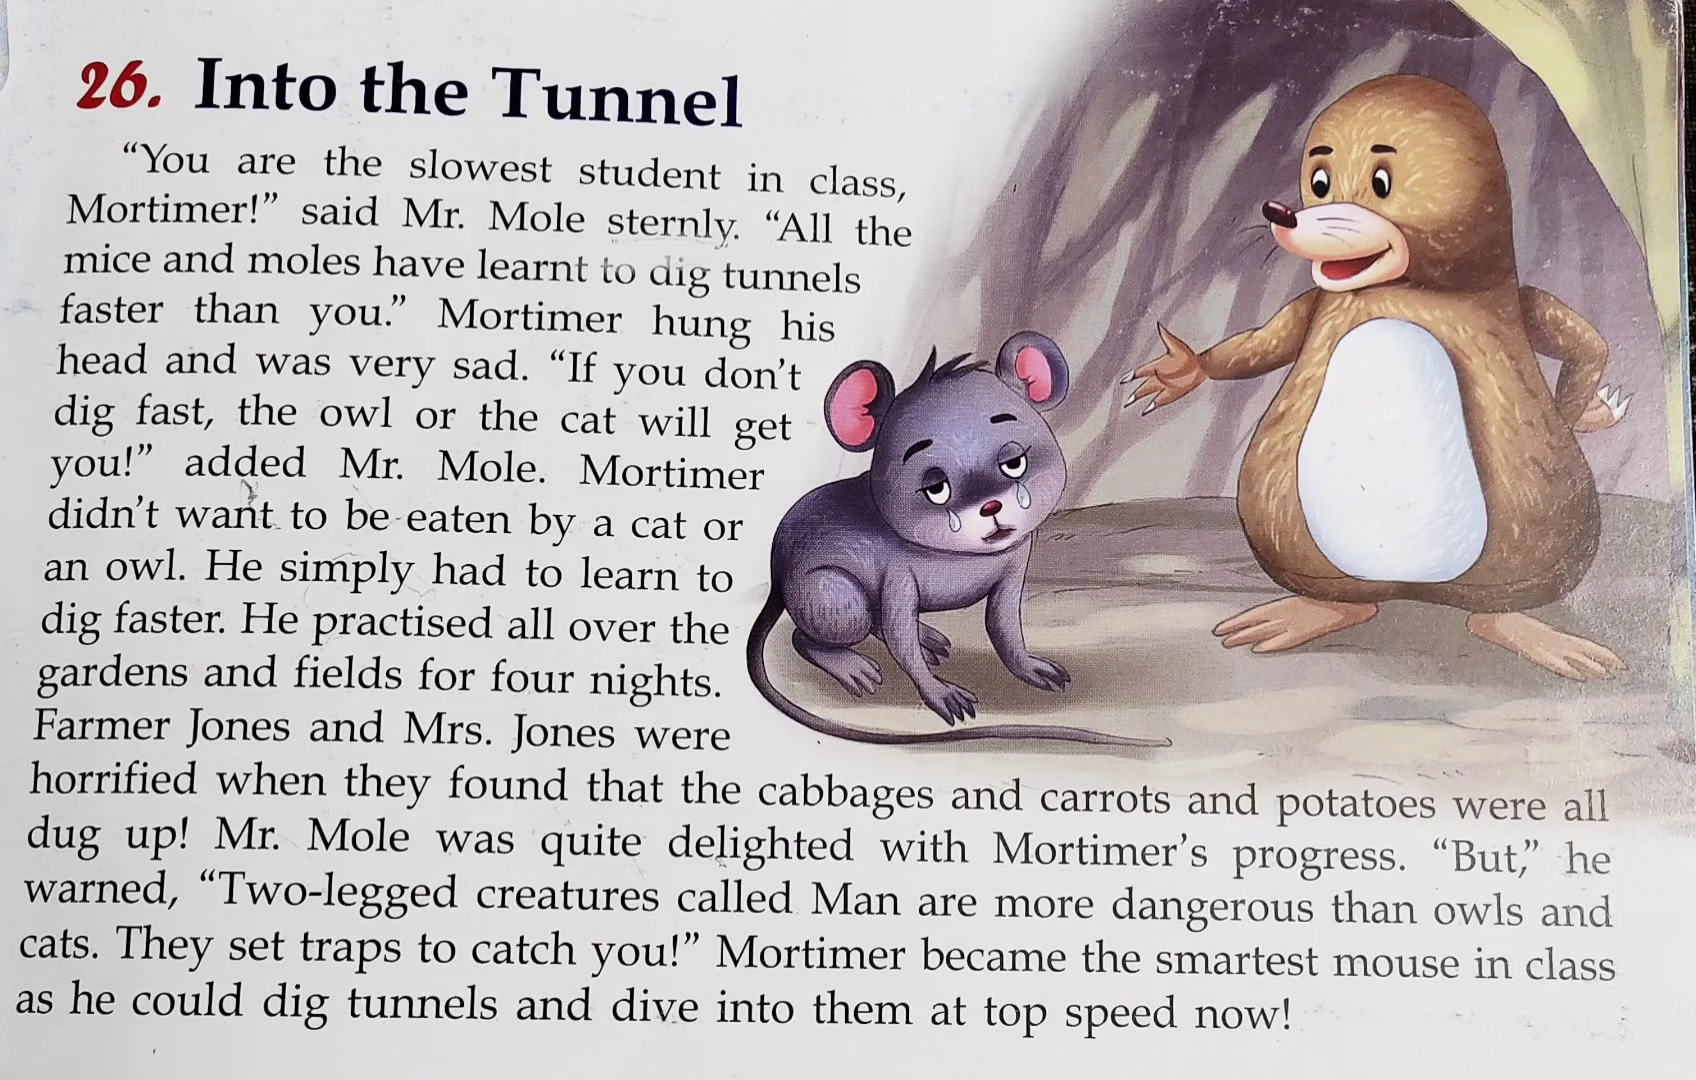 26. Into the Tunnel
“You are the slowest student in class,
Mortimer!” said Mr. Mole sternly. “All the
mice and moles have learnt to dig tunnels
faster than you.” Mortimer hung his
head and was very sad. “If you don’t
dig fast, the owl or the cat will get
you!” added Mr. Mole. Mortimer
didn’t want to be eaten by a cat or
an owl. He simply had to learn to
dig faster. He practised all over the
gardens and fields for four nights.
Farmer Jones and Mrs. Jones were
horrified when they found that the cabbages and carrots and potatoes were all
dug up! Mr. Mole was quite delighted with Mortimer’s progress. “But,” he
warned, “Two-legged creatures called Man are more dangerous than owls and
cats. They set traps to catch you!” Mortimer became the smartest mouse in class
as he could dig tunnels and dive into them at top speed now!